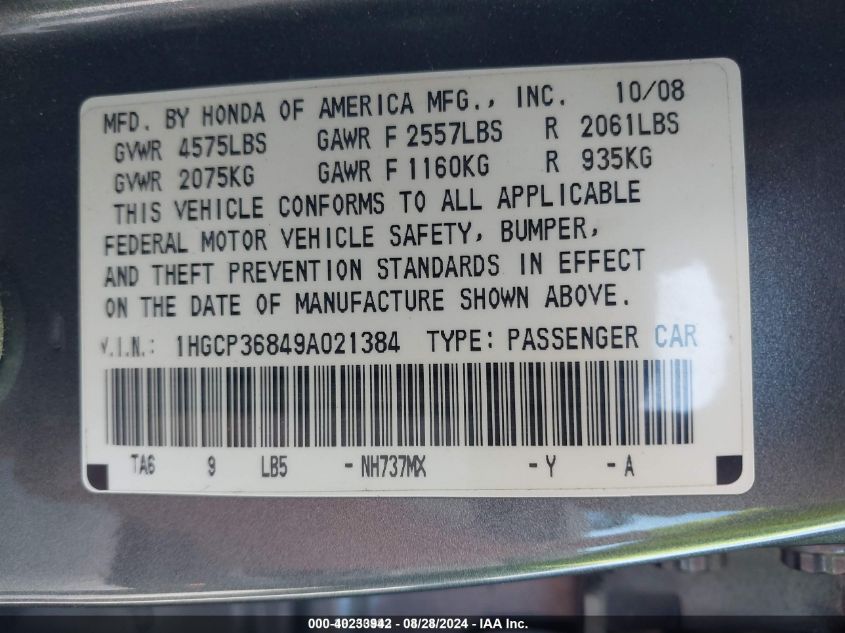 MFD. BY HONDA OF AMERICA MFG., INC. 10/08
GVWR 4575LBS GAWR F 2557LBS R 2061LBS
GVWR 2075KG GAWR F 1160KG R 935KG
THIS VEHICLE CONFORMS TO ALL APPLICABLE
FEDERAL MOTOR VEHICLE SAFETY, BUMPER,
AND THEFT PREVENTION STANDARDS IN EFFECT
ON THE DATE OF MANUFACTURE SHOWN ABOVE.
V.I.N.: 1HGCP36849A021384 TYPE: PASSENGER CAR
TA6 9 LB5 -NH737MX -Y -A
000-40233942 - 08/28/2024 - IAA Inc.